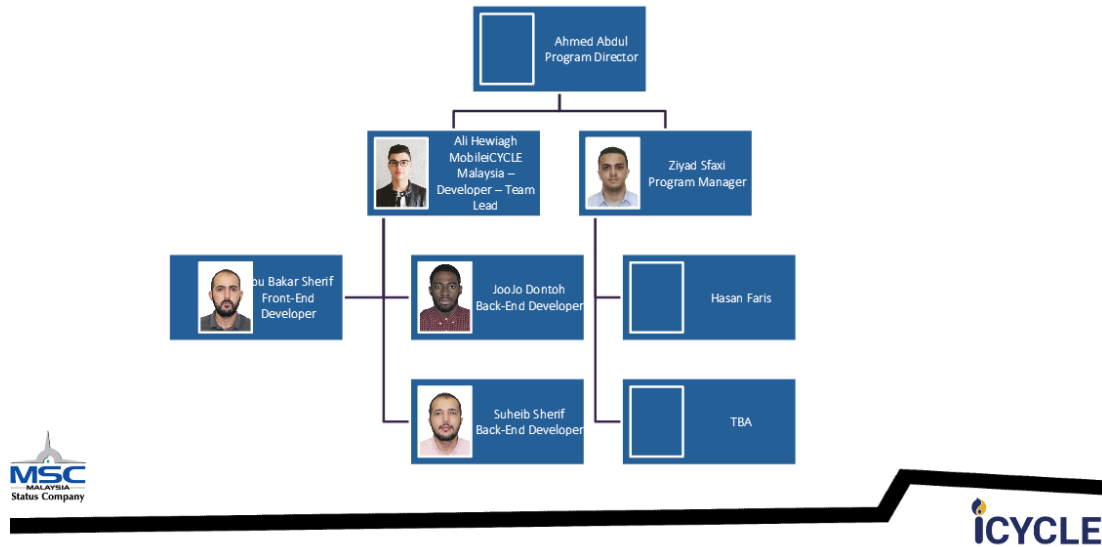 Ahmed Abdul
Program Director
Ali Hewiagh
MobileiCYCLE
Malaysia –
Developer – Team
Lead
Ziyad Sfaxi
Program Manager
ou Bakar Sherif
Front-End
Developer
JooJo Dontoh
Back-End Developer
Hasan Faris
Suheib Sherif
Back-End Developer
TBA
MSC
MALAYSIA
Status Company
iCYCLE